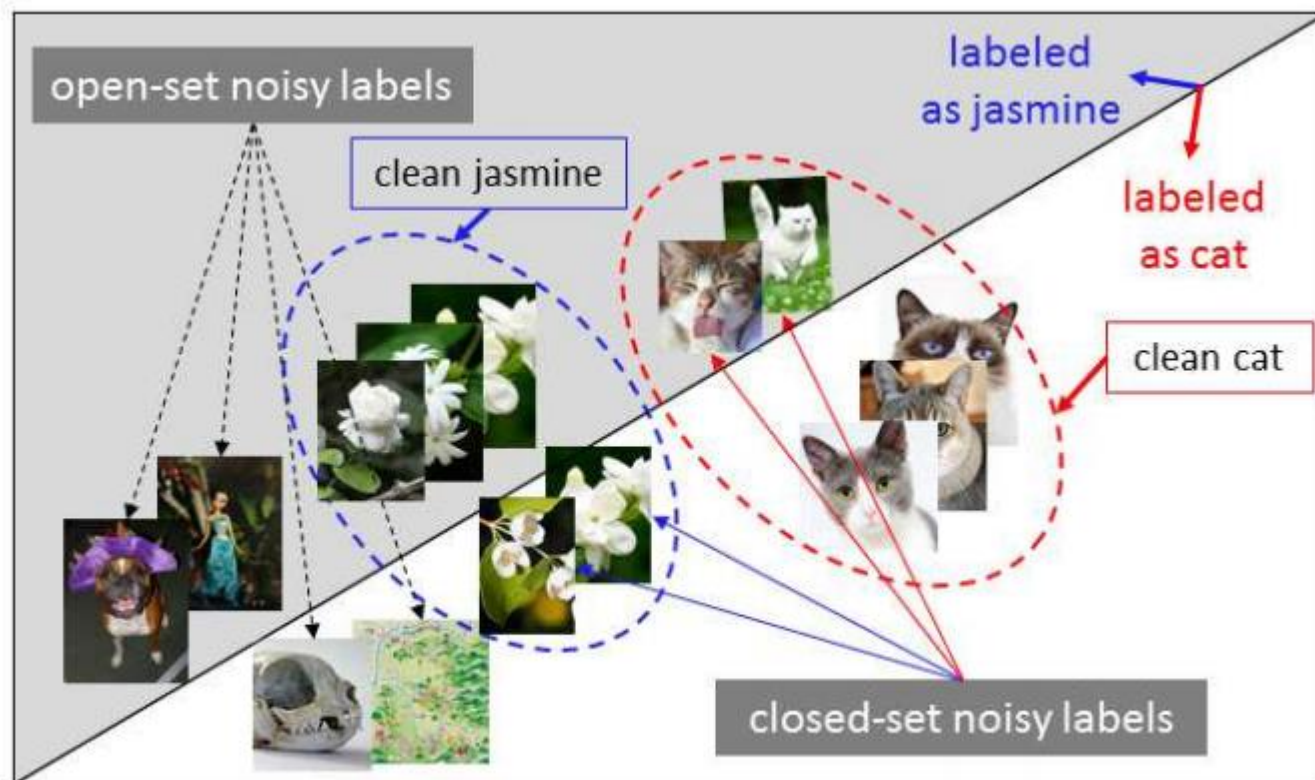 open-set noisy labels
labeled
as jasmine
clean jasmine
labeled
as cat
clean cat
closed-set noisy labels